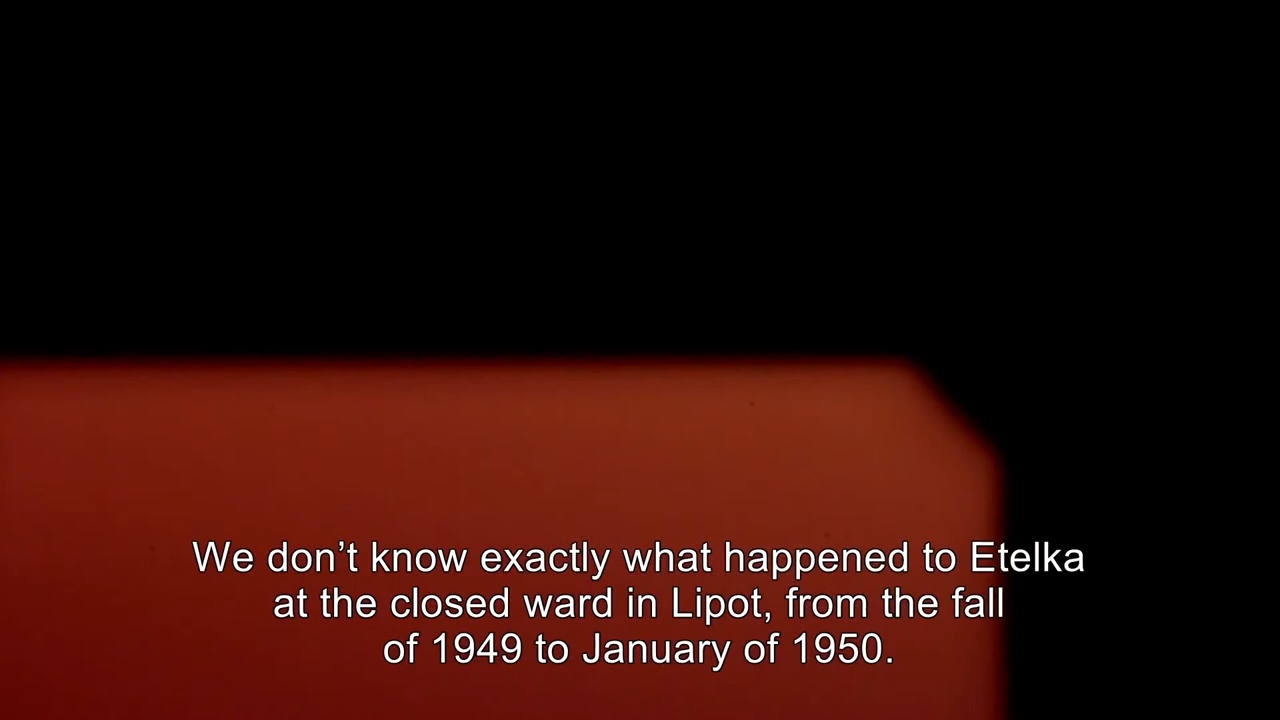 We don’t know exactly what happened to Etelka
at the closed ward in Lipot, from the fall
of 1949 to January of 1950.